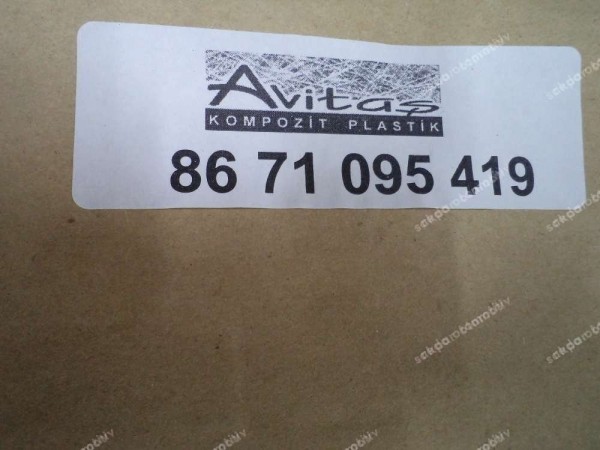 Avitaş
KOMPOZİT PLASTİK
86 71 095 419